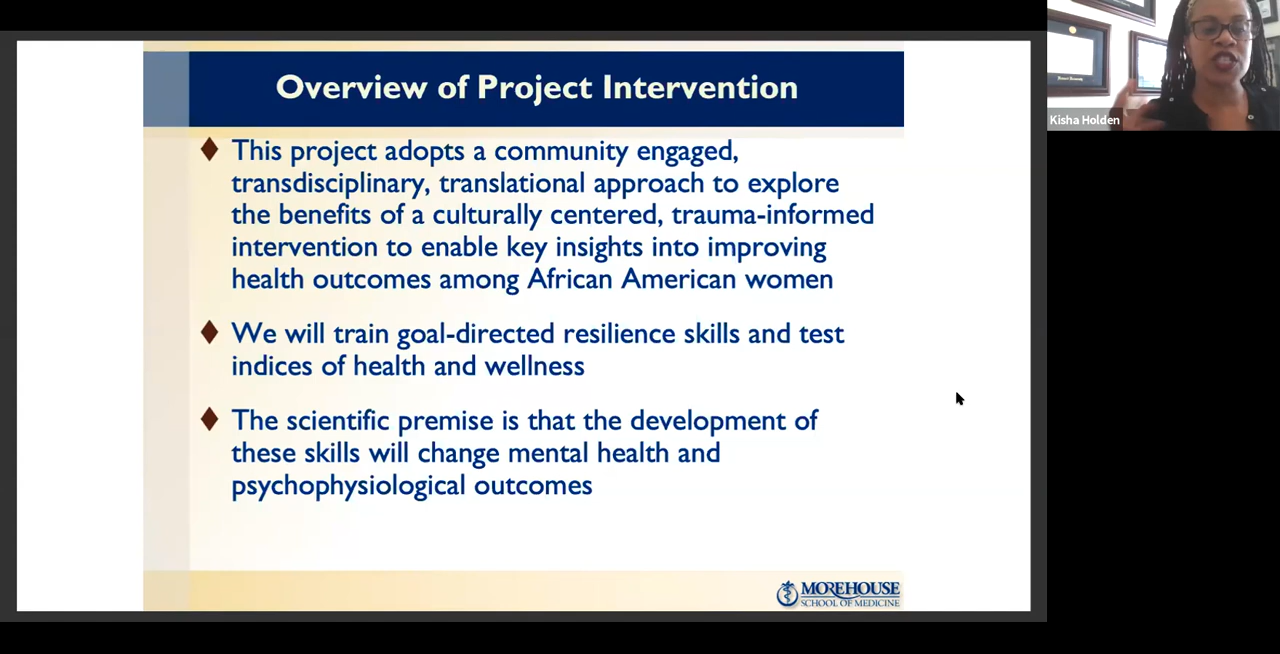 Overview of Project Intervention
This project adopts a community engaged,
transdisciplinary, translational approach to explore
the benefits of a culturally centered, trauma-informed
intervention to enable key insights into improving
health outcomes among African American women
We will train goal-directed resilience skills and test
indices of health and wellness
The scientific premise is that the development of
these skills will change mental health and
psychophysiological outcomes
MOREHOUSE
SCHOOL OF MEDICINE
Kisha Holden